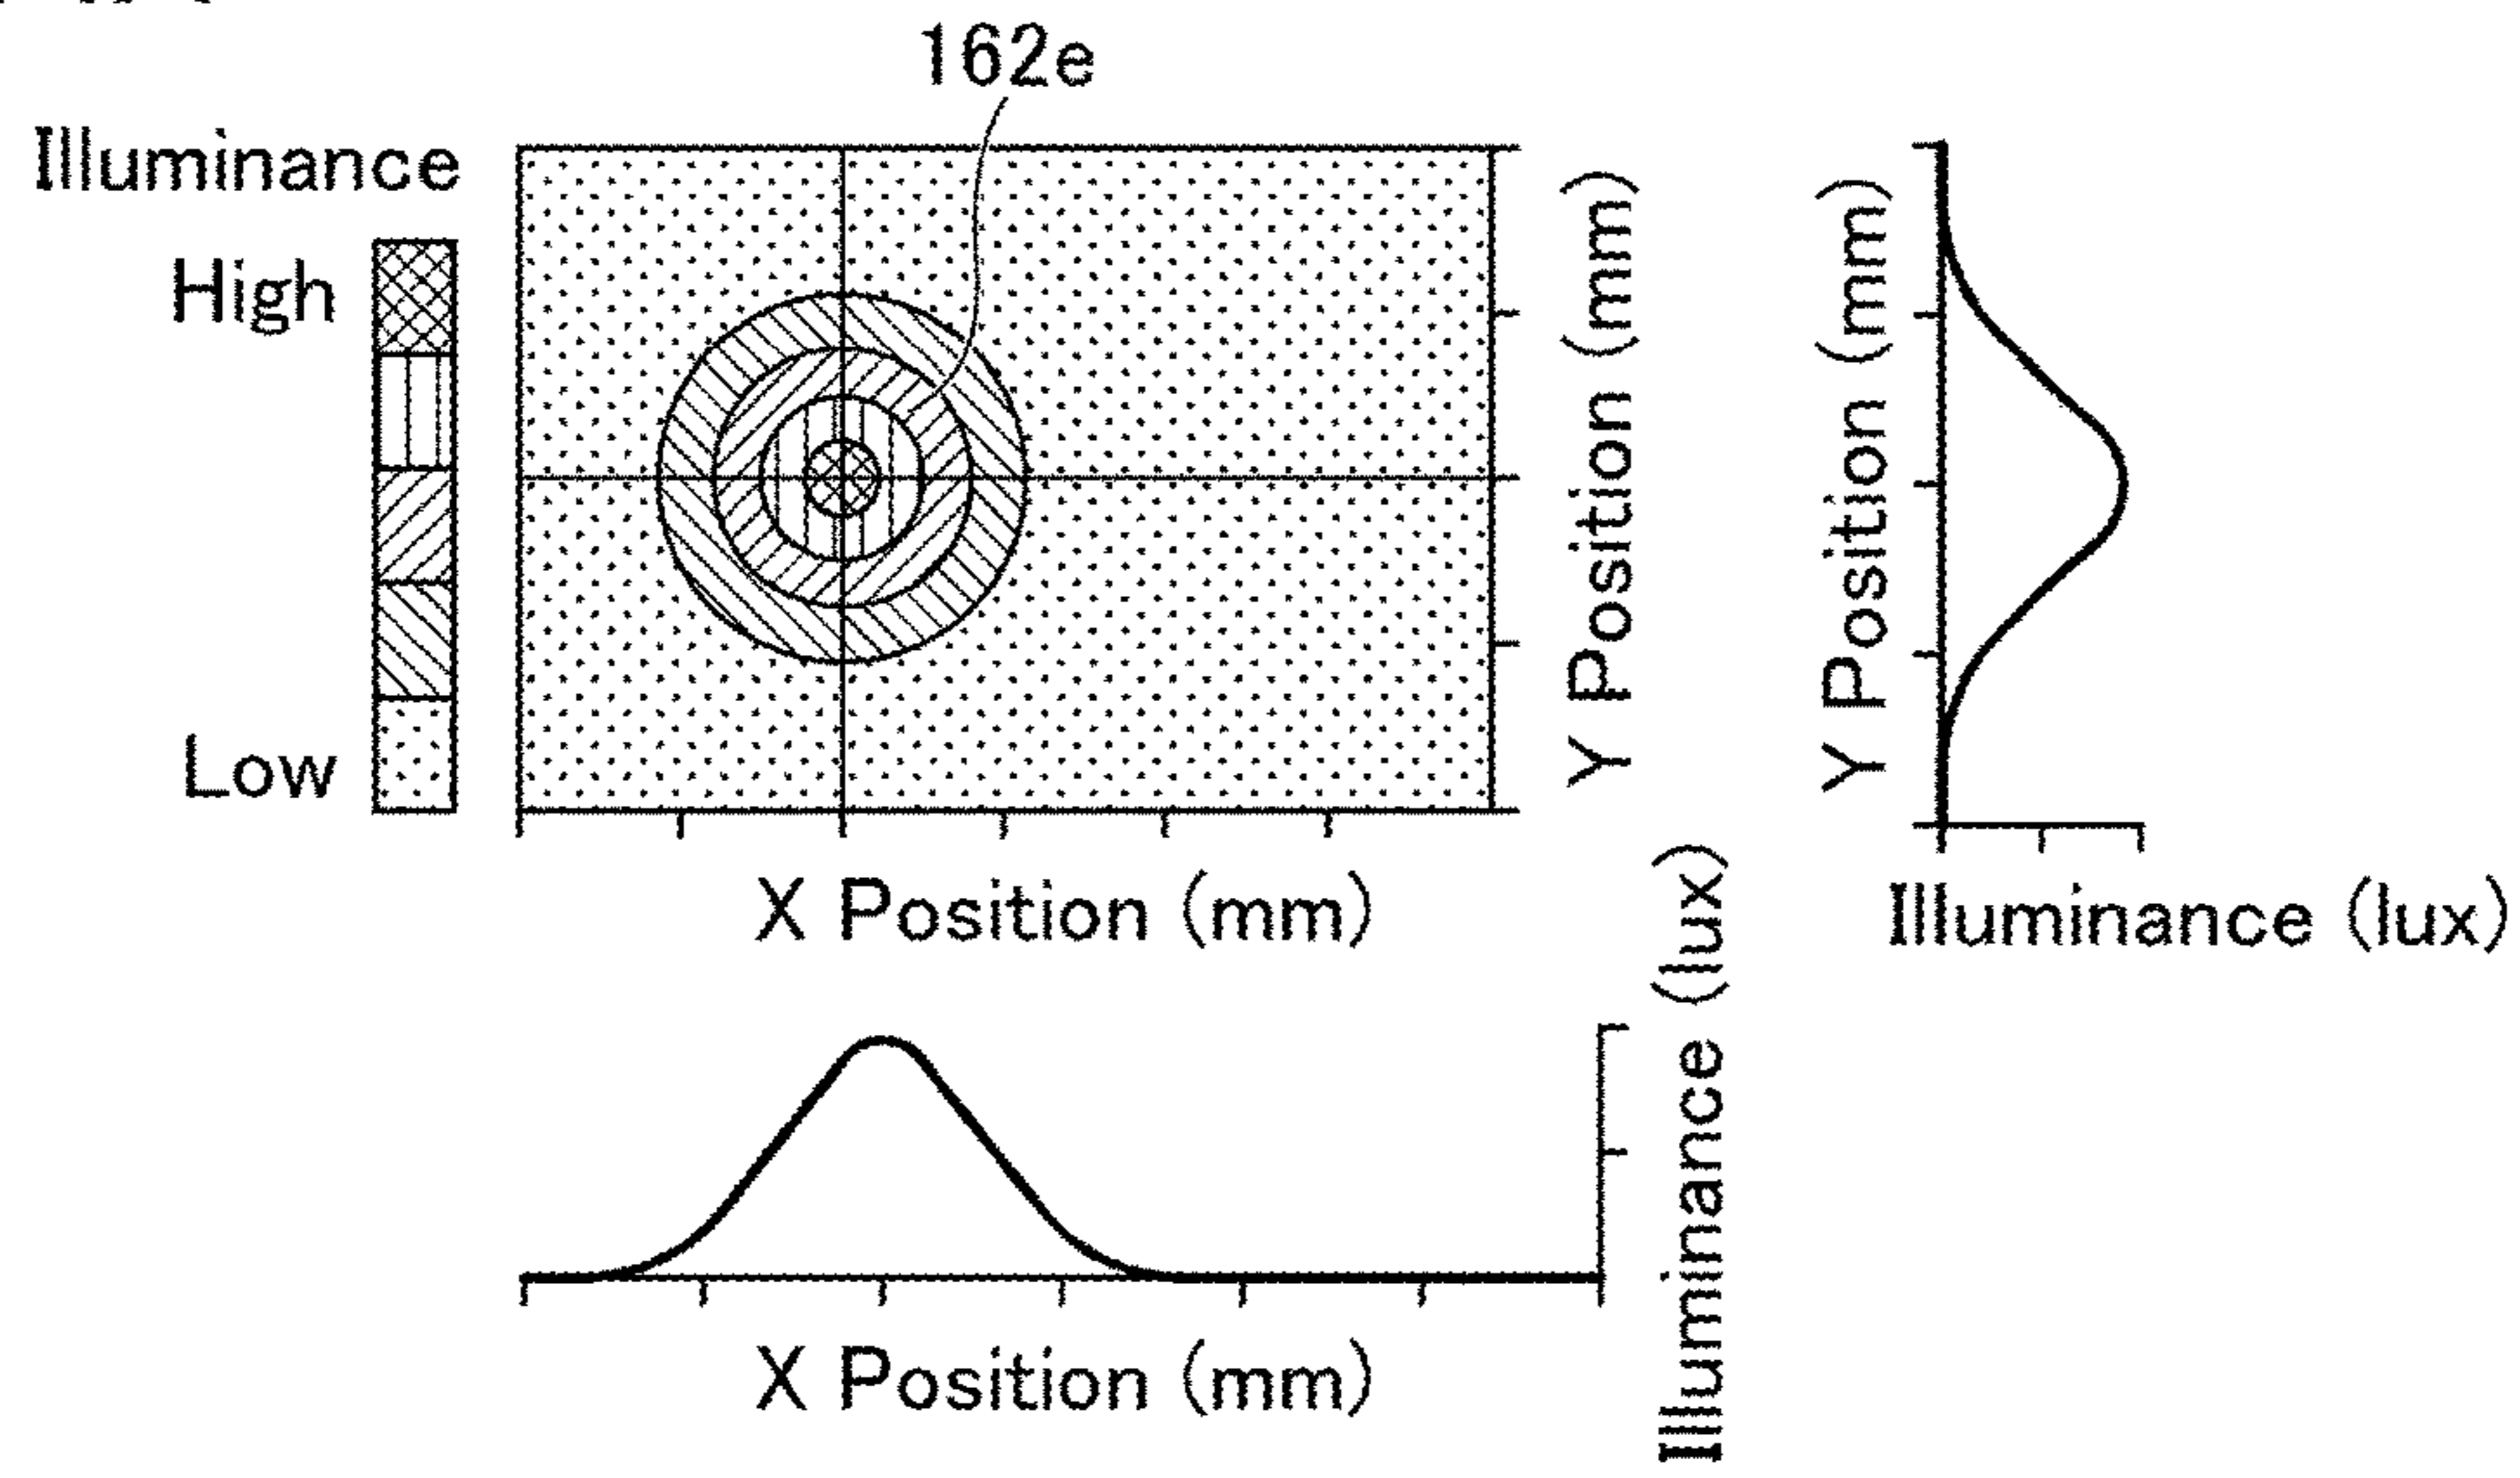 162e
Illuminance
High
Low
Y Position (mm)
X Position (mm)
Y Position (mm)
Illuminance (lux)
Illuminance (lux)
X Position (mm)